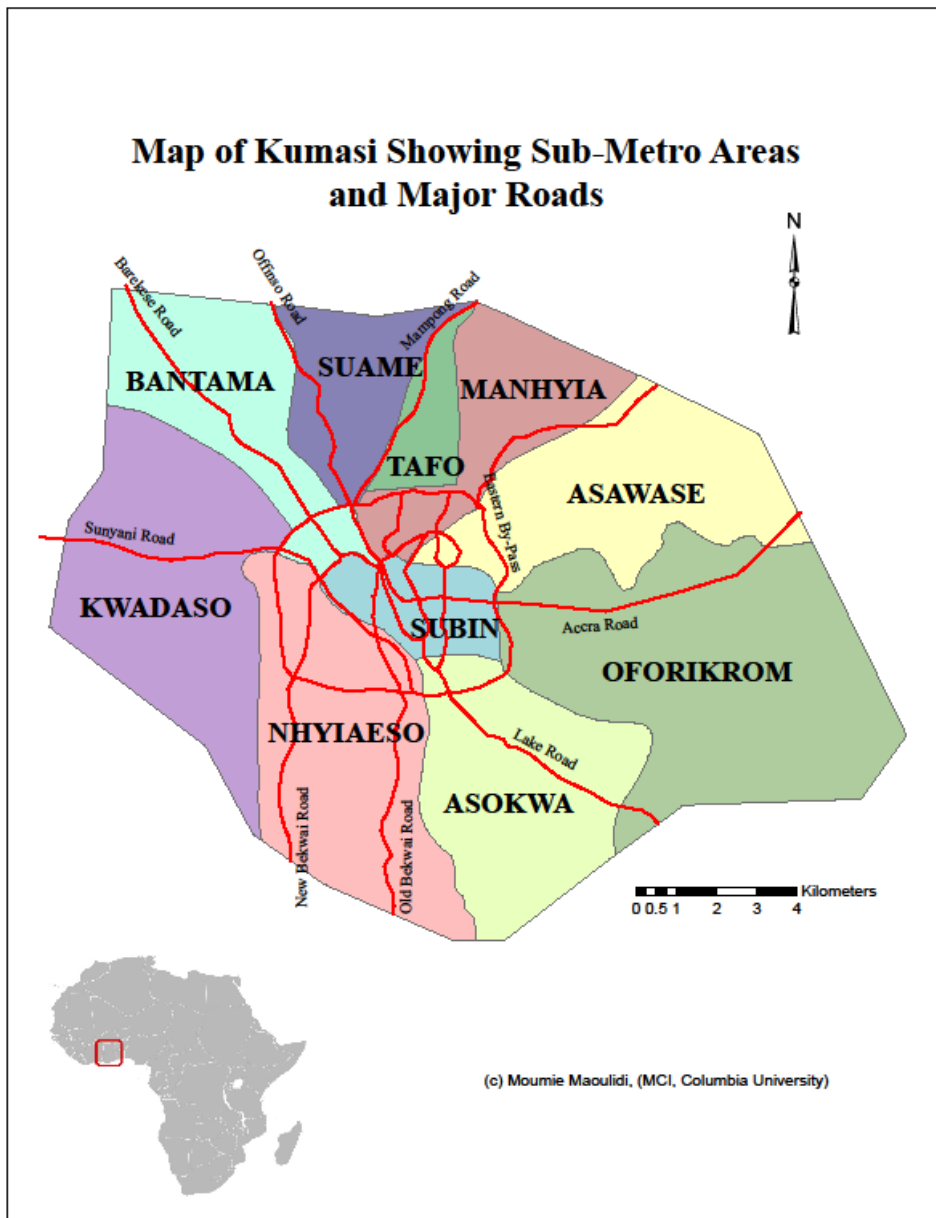 Map of Kumasi Showing Sub-Metro Areas
and Major Roads
N
Barekese Road
Offinso Road
Mampong Road
SUAME
BANTAMA
MANHYIA
TAFO
ASAWASE
Eastern By-Pass
Sunyani Road
KWADASO
SUBIN
Accra Road
OFORIKROM
NHYIAESO
Lake Road
ASOKWA
New Bekwai Road
Old Bekwai Road
Kilometers
0 0.5 1 2 3 4
(c) Moumie Maoulidi, (MCI, Columbia University)